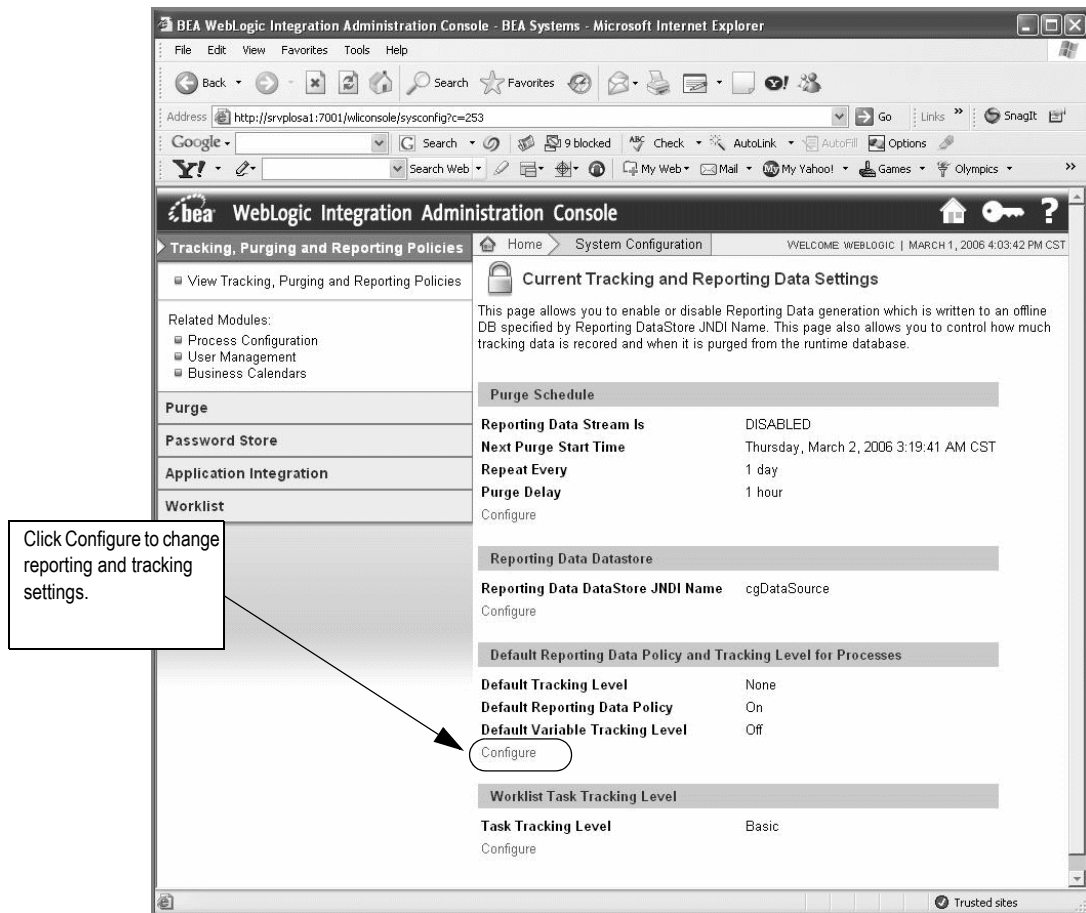 BEA WebLogic Integration Administration Console - BEA Systems - Microsoft Internet Explorer
File Edit View Favorites Tools Help
Back Search Favorites
Address http://srvplosa1:7001/wliconsole/sysconfig?c=253 Go Links » SnagIt
Google Search 9 blocked ABC Check AutoLink AutoFill Options
Y! Search Web My Web Mail My Yahoo! Games Olympics »
bea WebLogic Integration Administration Console ?
Tracking, Purging and Reporting Policies
Home System Configuration WELCOME WEBLOGIC | MARCH 1, 2006 4:03:42 PM CST
View Tracking, Purging and Reporting Policies
Related Modules:
Process Configuration
User Management
Business Calendars
Purge
Password Store
Application Integration
Worklist
Click Configure to change
reporting and tracking
settings.
Current Tracking and Reporting Data Settings
This page allows you to enable or disable Reporting Data generation which is written to an offline
DB specified by Reporting DataStore JNDI Name. This page also allows you to control how much
tracking data is recored and when it is purged from the runtime database.
Purge Schedule
Reporting Data Stream Is DISABLED
Next Purge Start Time Thursday, March 2, 2006 3:19:41 AM CST
Repeat Every 1 day
Purge Delay 1 hour
Configure
Reporting Data Datastore
Reporting Data DataStore JNDI Name cgDataSource
Configure
Default Reporting Data Policy and Tracking Level for Processes
Default Tracking Level None
Default Reporting Data Policy On
Default Variable Tracking Level Off
Configure
Worklist Task Tracking Level
Task Tracking Level Basic
Configure
Trusted sites